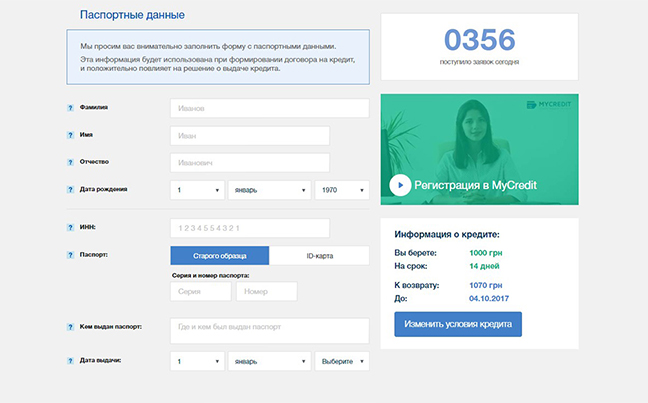 Паспортные данные
Мы просим вас внимательно заполнить форму с паспортными данными.
Эта информация будет использована при формировании договора на кредит,
и положительно повлияет на решение о выдаче кредита.
? Фамилия Иванов
? Имя Иван
? Отчество Иванович
? Дата рождения 1 январь 1970
? ИНН: 1 2 3 4 5 5 4 3 2 1
? Паспорт: Старого образца ID-карта
Серия и номер паспорта:
Серия Номер
? Кем выдан паспорт: Где и кем был выдан паспорт
? Дата выдачи: 1 январь Выберите
0356
поступило заявок сегодня
MYCREDIT
Регистрация в MyCredit
Информация о кредите:
Вы берете: 1000 грн
На срок: 14 дней
К возврату: 1070 грн
До: 04.10.2017
Изменить условия кредита